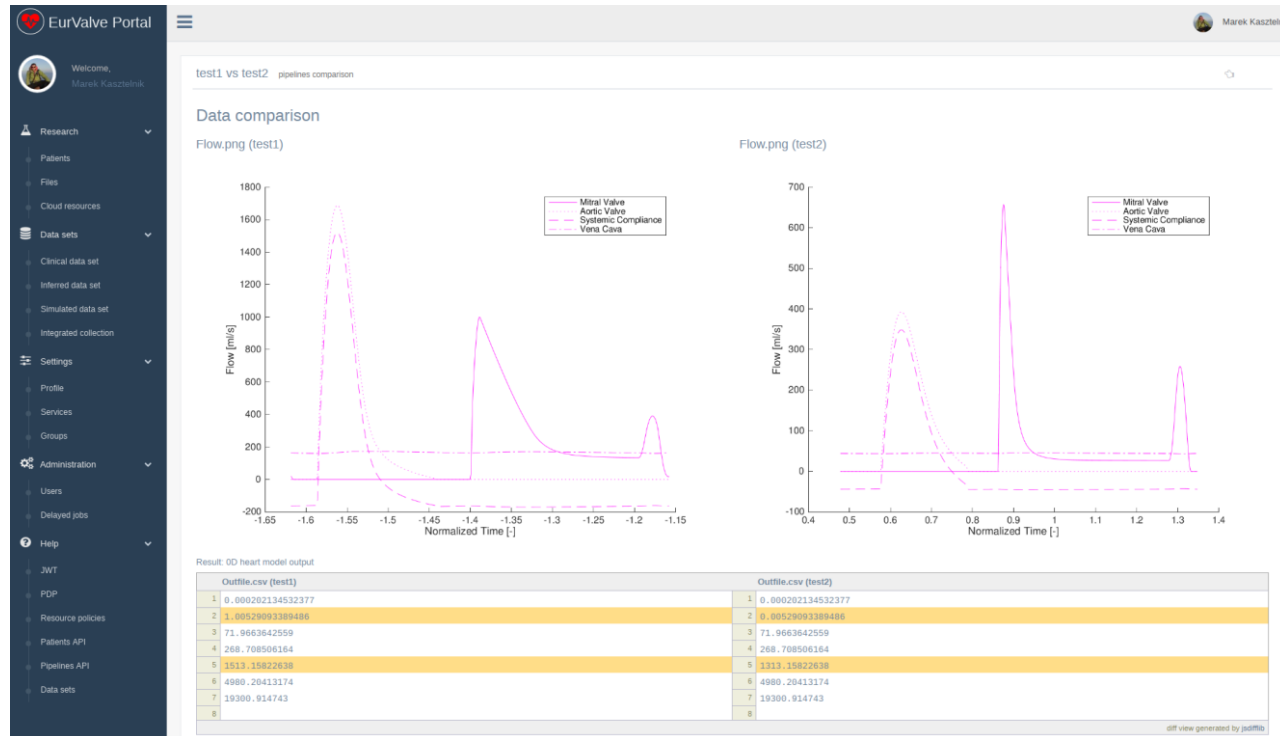 EurValve Portal
Marek Kasztelnik
Welcome,
Marek Kasztelnik
Research
Patients
Files
Cloud resources
Data sets
Clinical data set
Inferred data set
Simulated data set
Integrated collection
Settings
Profile
Services
Groups
Administration
Users
Delayed jobs
Help
JWT
PDP
Resource policies
Patients API
Pipelines API
Data sets
test1 vs test2 pipelines comparison
Data comparison
Flow.png (test1)
1800
1600
1400
1200
1000
800
600
400
200
0
-200
Flow [ml/s]
-1.65 -1.6 -1.55 -1.5 -1.45 -1.4 -1.35 -1.3 -1.25 -1.2 -1.15
Normalized Time [-]
Mitral Valve
Aortic Valve
Systemic Compliance
Vena Cava
Flow.png (test2)
700
600
500
400
300
200
100
0
-100
Flow [ml/s]
0.4 0.5 0.6 0.7 0.8 0.9 1 1.1 1.2 1.3 1.4
Normalized Time [-]
Mitral Valve
Aortic Valve
Systemic Compliance
Vena Cava
Result: 0D heart model output
Outfile.csv (test1) Outfile.csv (test2)
1 0.000202134532377 1 0.000202134532377
2 1.00529093389486 2 0.00529093389486
3 71.9663642559 3 71.9663642559
4 268.708506164 4 268.708506164
5 1513.15822638 5 1313.15822638
6 4980.20413174 6 4980.20413174
7 19300.914743 7 19300.914743
8 8
diff view generated by jsdifflib